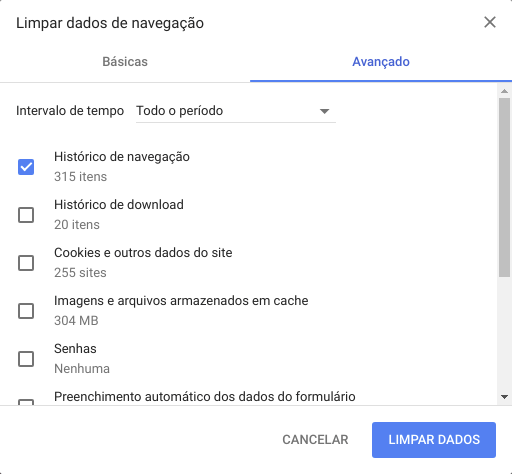 Limpar dados de navegação
Básicas
Avançado
Intervalo de tempo
Todo o período
Histórico de navegação
315 itens
Histórico de download
20 itens
Cookies e outros dados do site
255 sites
Imagens e arquivos armazenados em cache
304 MB
Senhas
Nenhuma
Preenchimento automático dos dados do formulário
CANCELAR
LIMPAR DADOS